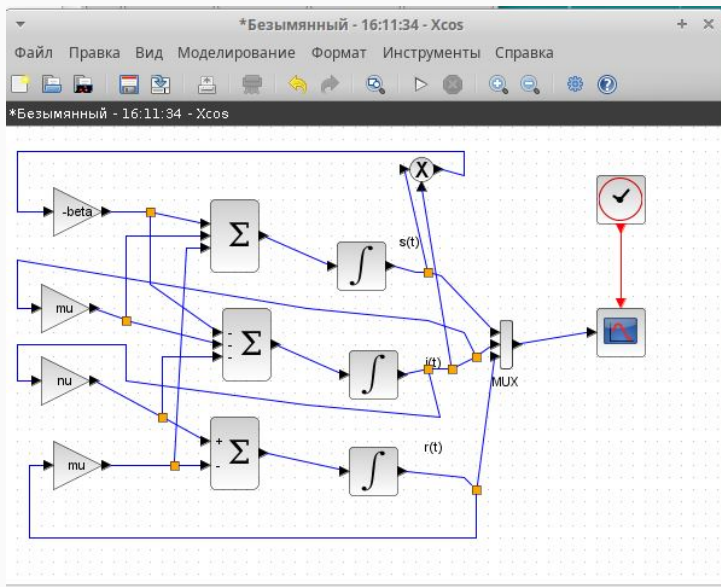 *Безымянный - 16:11:34 - Xcos
Файл Правка Вид Моделирование Формат Инструменты Справка
*Безымянный - 16:11:34 - Xcos
X
-beta
Σ
s(t)
∫
mu
- 
-
-
Σ
i(t)
∫
MUX
nu
+
-
Σ
r(t)
∫
mu